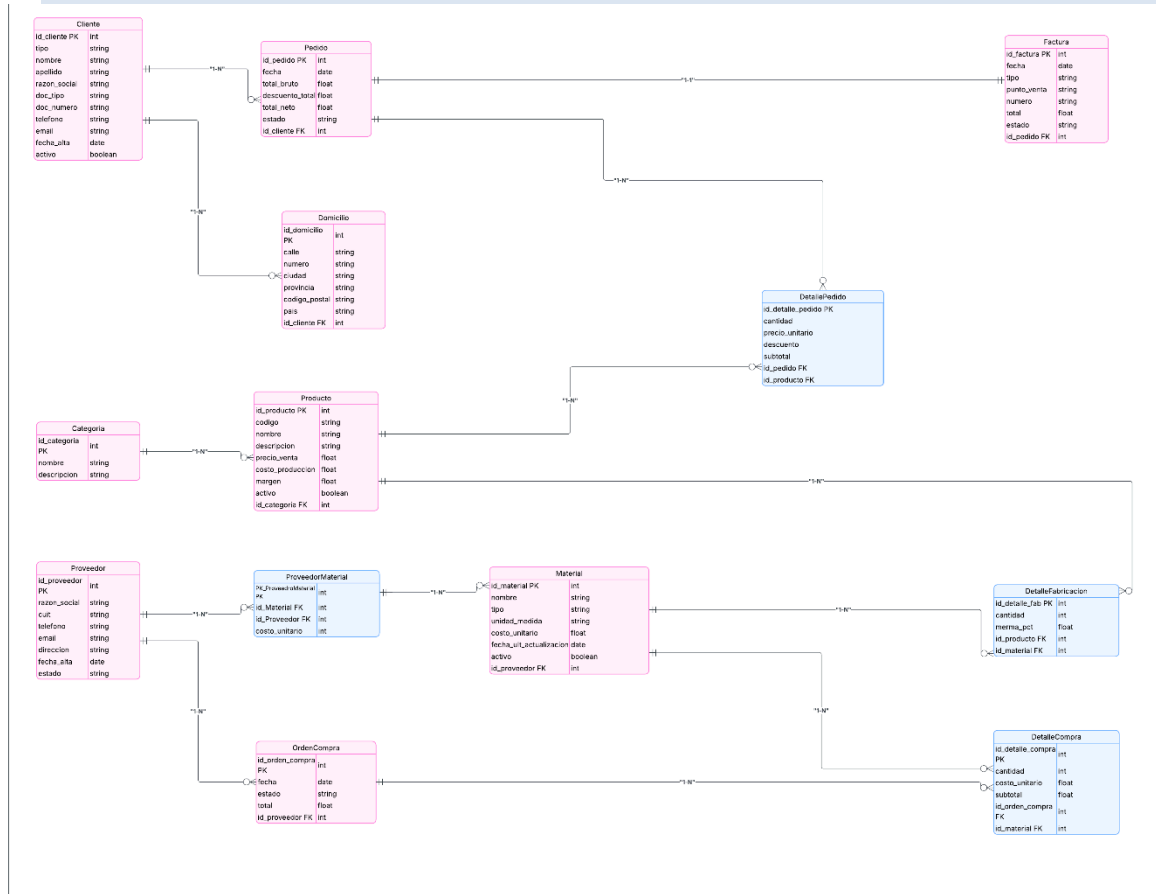 Cliente
id_cliente PK int
tipo string
nombre string
apellido string
razon_social string
doc_tipo string
doc_numero string
telefono string
email string
fecha_alta date
activo boolean
"1-N"
Pedido
id_pedido PK int
fecha date
total_bruto float
descuento_total float
total_neto float
estado string
id_cliente FK int
"1-1"
Factura
id_factura PK int
fecha date
tipo string
punto_venta string
numero string
total float
estado string
id_pedido FK int
"1-N"
"1-N"
Domicilio
id_domicilio
PK
int
calle string
numero string
ciudad string
provincia string
codigo_postal string
pais string
id_cliente FK int
DetallePedido
id_detalle_pedido PK
cantidad
precio_unitario
descuento
subtotal
id_pedido FK
id_producto FK
"1-N"
Categoria
id_categoria
PK
int
nombre string
descripcion string
"1-N"
Producto
id_producto PK int
codigo string
nombre string
descripcion string
precio_venta float
costo_produccion float
margen float
activo boolean
id_categoria FK int
"1-N"
Proveedor
id_proveedor
PK
int
razon_social string
cuit string
telefono string
email string
direccion string
fecha_alta date
estado string
"1-N"
ProveedorMaterial
PK
int
id_Material FK int
id_Proveedor FK int
costo_unitario int
"1-N"
Material
id_material PK int
nombre string
tipo string
unidad_medida string
costo_unitario float
fecha_ult_actualizacion date
activo boolean
id_proveedor FK int
"1-N"
DetalleFabricacion
id_detalle_fab PK int
cantidad int
merma_pct float
id_producto FK int
id_material FK int
"1-N"
"1-N"
OrdenCompra
id_orden_compra
PK
int
fecha date
estado string
total float
id_proveedor FK int
"1-N"
DetalleCompra
id_detalle_compra
PK
int
cantidad int
costo_unitario float
subtotal float
id_orden_compra
FK
int
id_material FK int